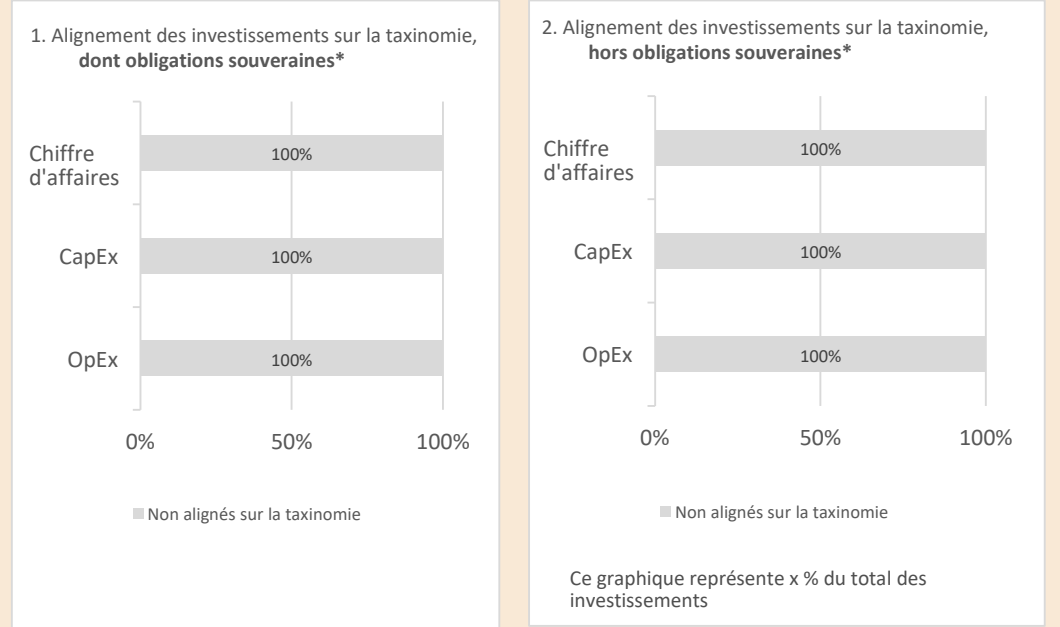 1. Alignement des investissements sur la taxinomie,
dont obligations souveraines*
Chiffre
d'affaires
100%
CapEx
100%
OpEx
100%
0%
50%
100%
Non alignés sur la taxinomie
2. Alignement des investissements sur la taxinomie,
hors obligations souveraines*
Chiffre
d'affaires
100%
CapEx
100%
OpEx
100%
0%
50%
100%
Non alignés sur la taxinomie
Ce graphique représente x % du total des
investissements